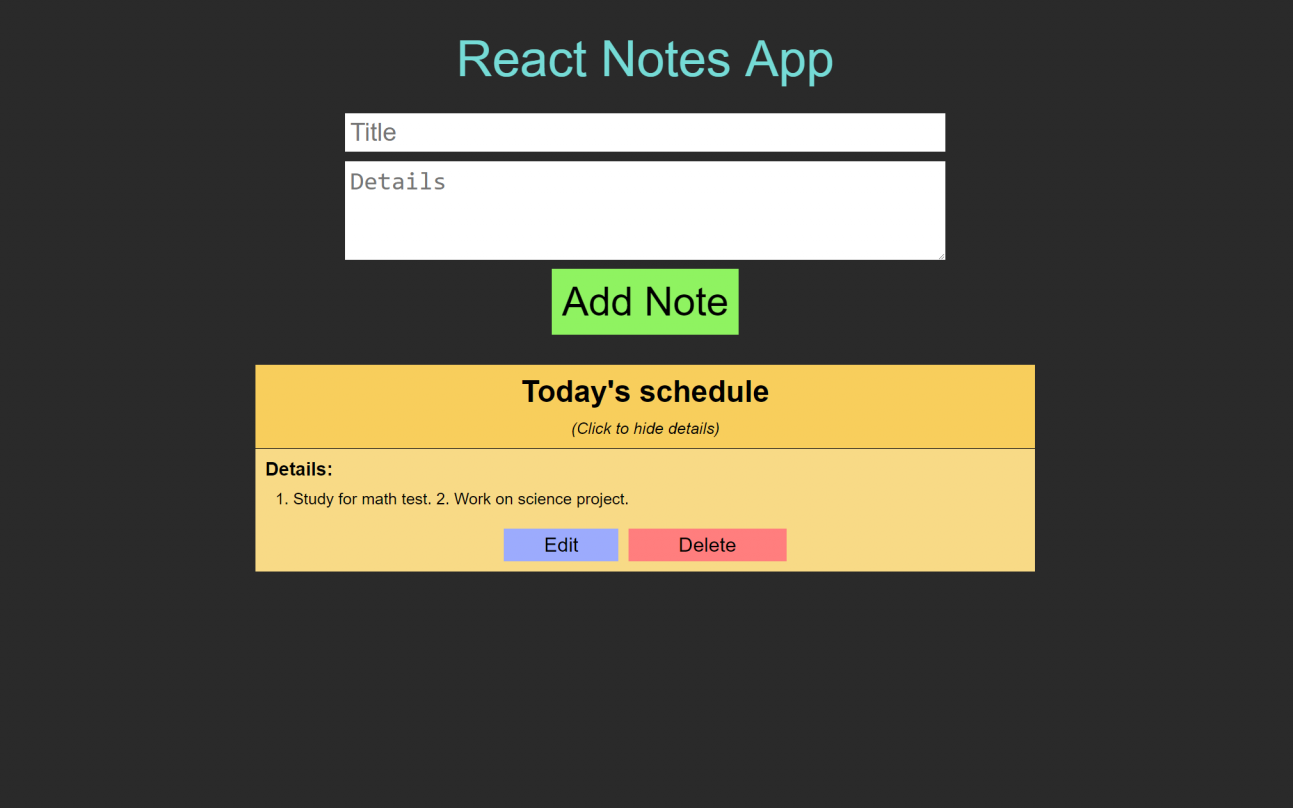 React Notes App
Title
Details
Add Note
Today's schedule
(Click to hide details)
Details:
1. Study for math test. 2. Work on science project.
Edit
Delete